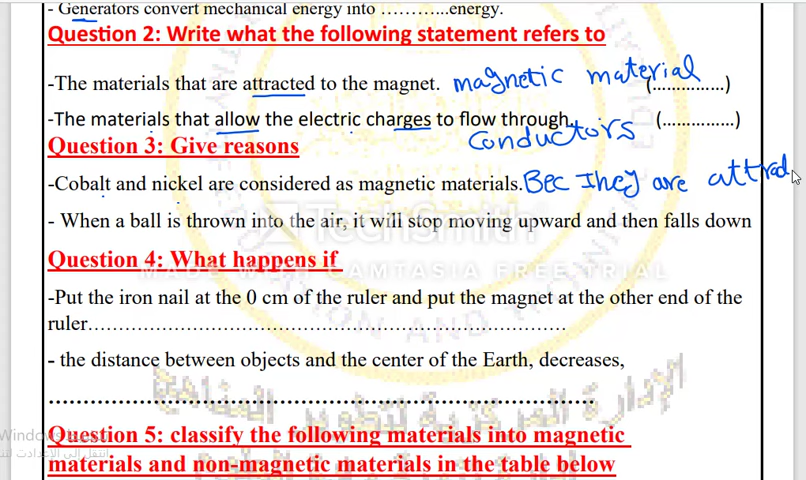 - Generators convert mechanical energy into ………...energy.
Question 2: Write what the following statement refers to
-The materials that are attracted to the magnet. magnetic material (..............)
-The materials that allow the electric charges to flow through. conductors (...............)
Question 3: Give reasons
-Cobalt and nickel are considered as magnetic materials. Bec They are attrad
- When a ball is thrown into the air, it will stop moving upward and then falls down
TechSmith
MADE WITH CAMTASIA FREE TRIAL
Question 4: What happens if
-Put the iron nail at the 0 cm of the ruler and put the magnet at the other end of the
ruler……………………………………………………………………….
- the distance between objects and the center of the Earth, decreases,
……………………………………………………………………
Question 5: classify the following materials into magnetic
materials and non-magnetic materials in the table below